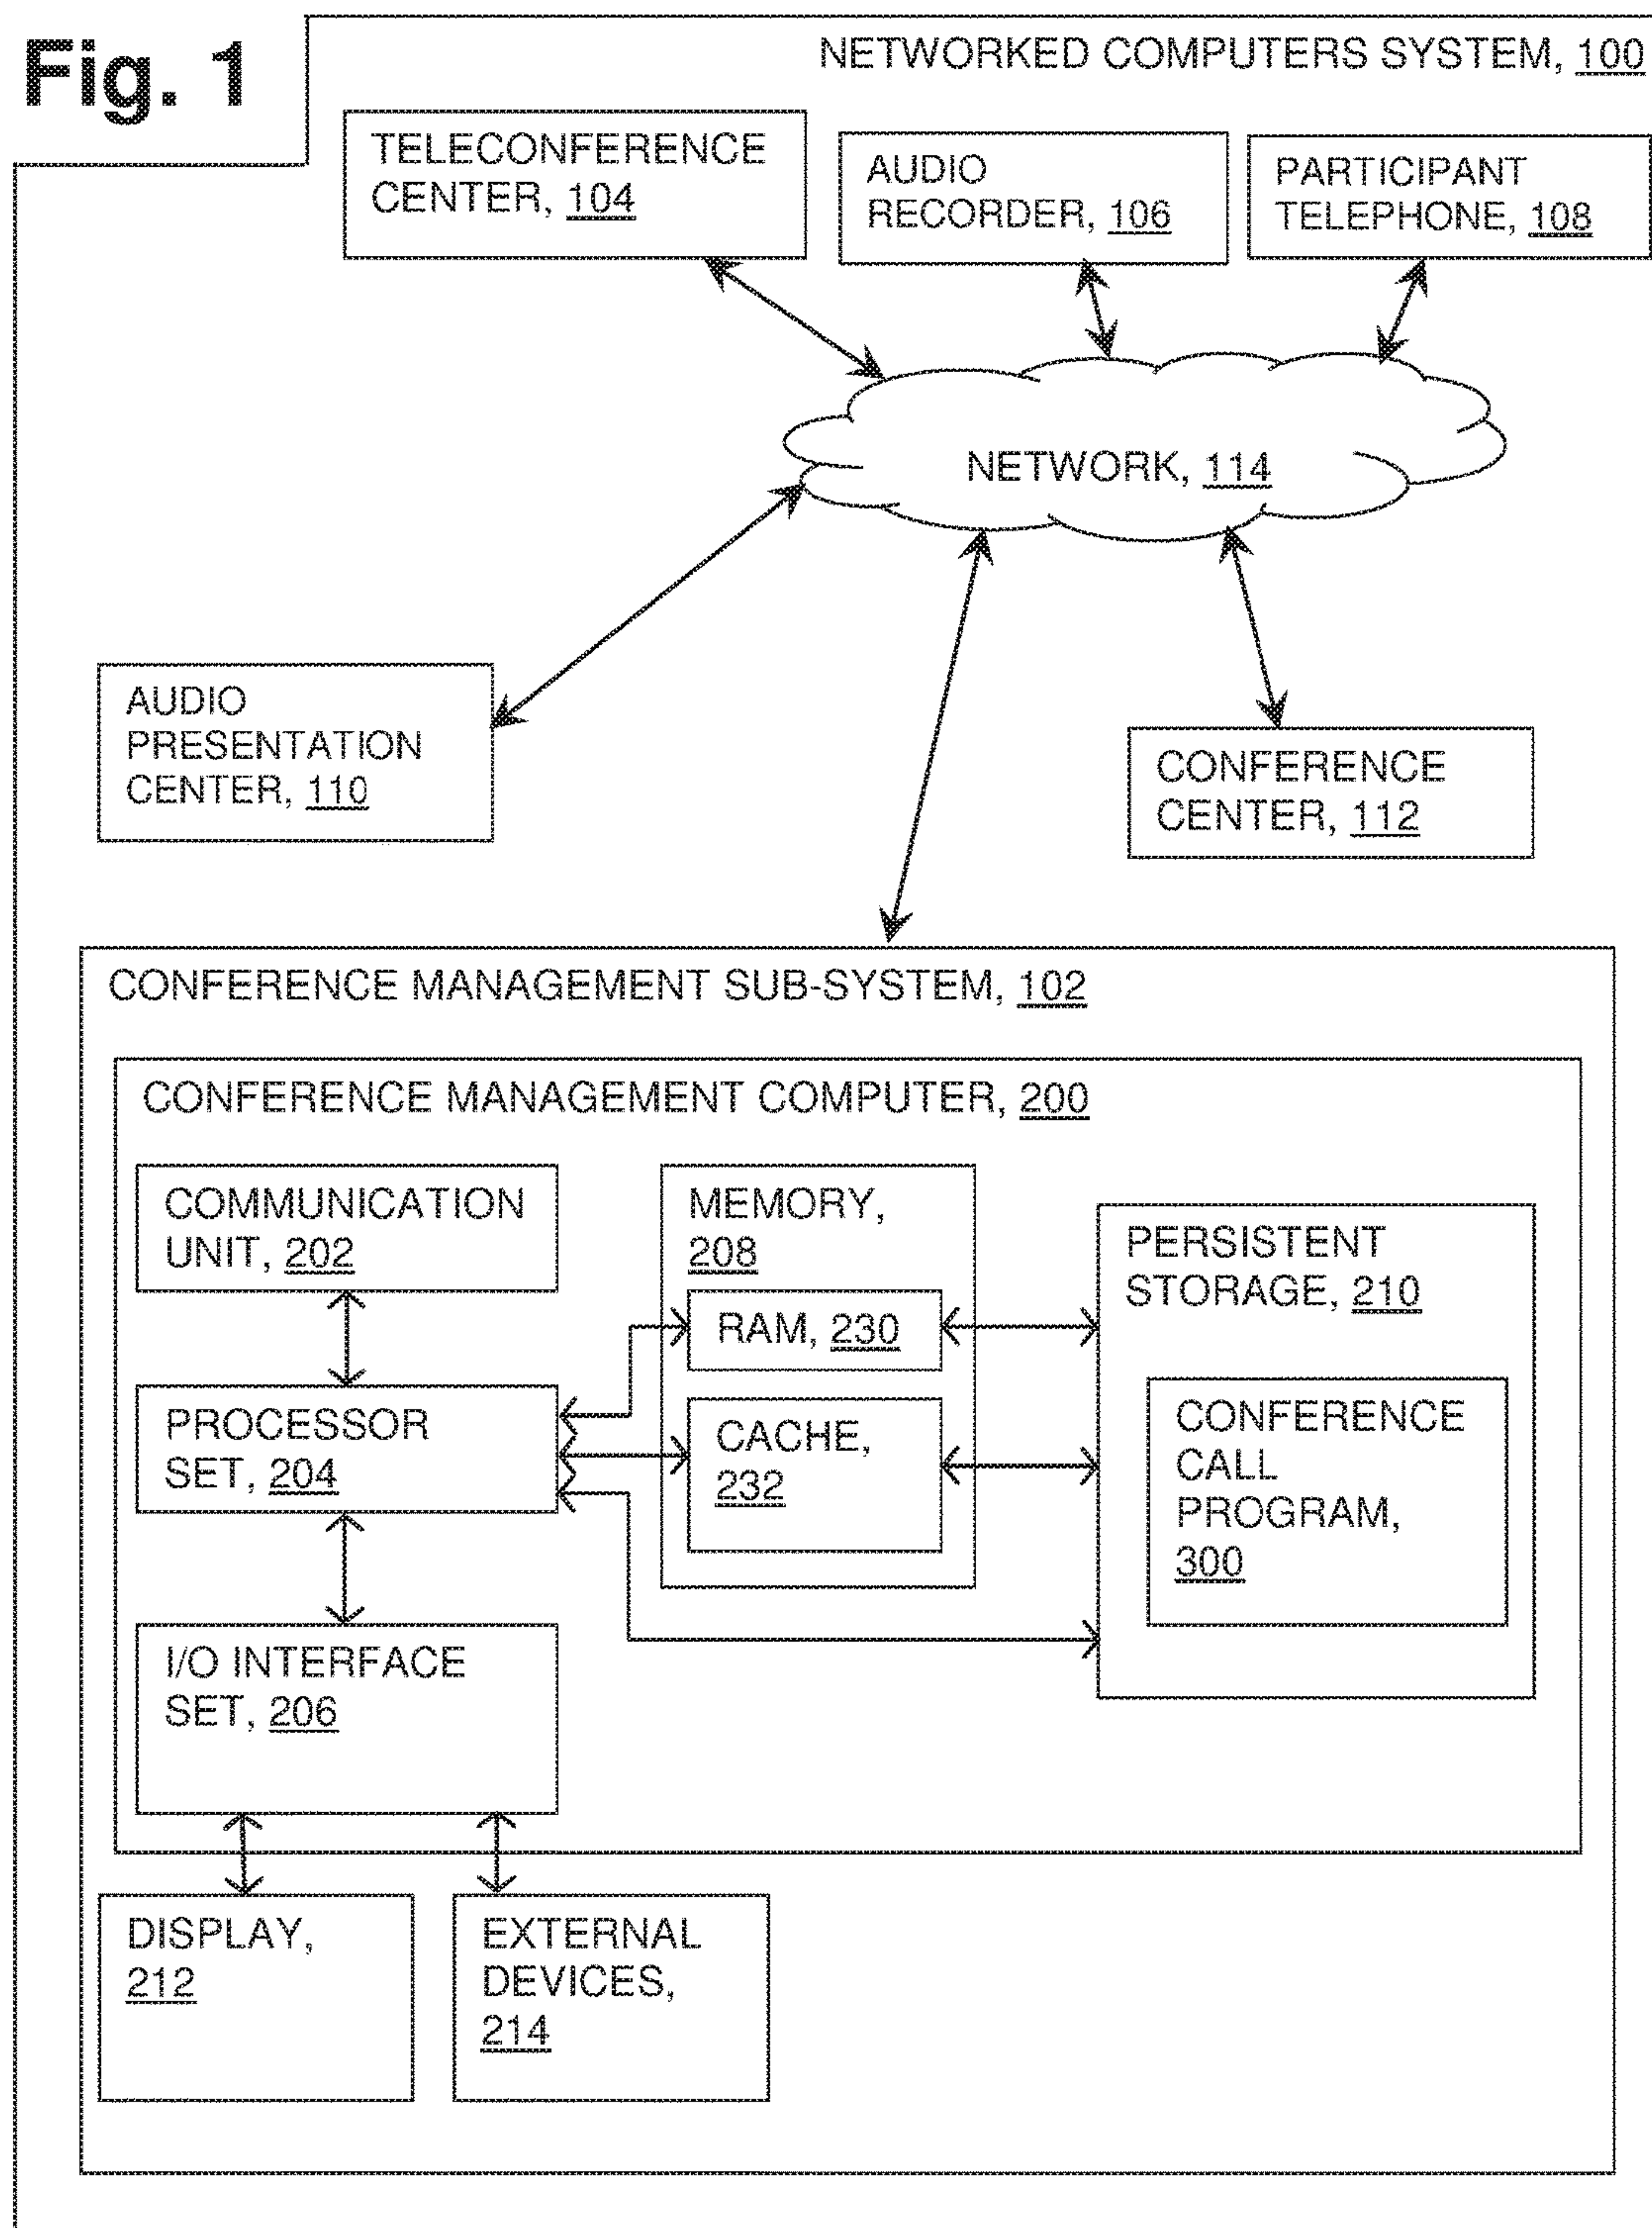 Fig. 1
NETWORKED COMPUTERS SYSTEM, 100
TELECONFERENCE
CENTER, 104
AUDIO
RECORDER, 106
PARTICIPANT
TELEPHONE, 108
NETWORK, 114
AUDIO
PRESENTATION
CENTER, 110
CONFERENCE
CENTER, 112
CONFERENCE MANAGEMENT SUB-SYSTEM, 102
CONFERENCE MANAGEMENT COMPUTER, 200
COMMUNICATION
UNIT, 202
MEMORY,
208
PERSISTENT
STORAGE, 210
RAM, 230
PROCESSOR
SET, 204
CACHE,
232
CONFERENCE
CALL
PROGRAM,
300
I/O INTERFACE
SET, 206
DISPLAY,
212
EXTERNAL
DEVICES,
214